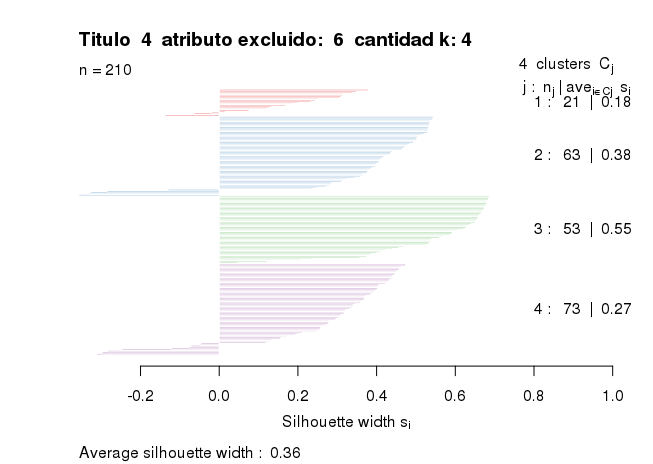 Titulo 4 atributo excluido: 6 cantidad k: 4
n = 210
4 clusters Cj
j : nj | avei∈Cj si
1 : 21 | 0.18
2 : 63 | 0.38
3 : 53 | 0.55
4 : 73 | 0.27
-0.2 0.0 0.2 0.4 0.6 0.8 1.0
Silhouette width si
Average silhouette width : 0.36